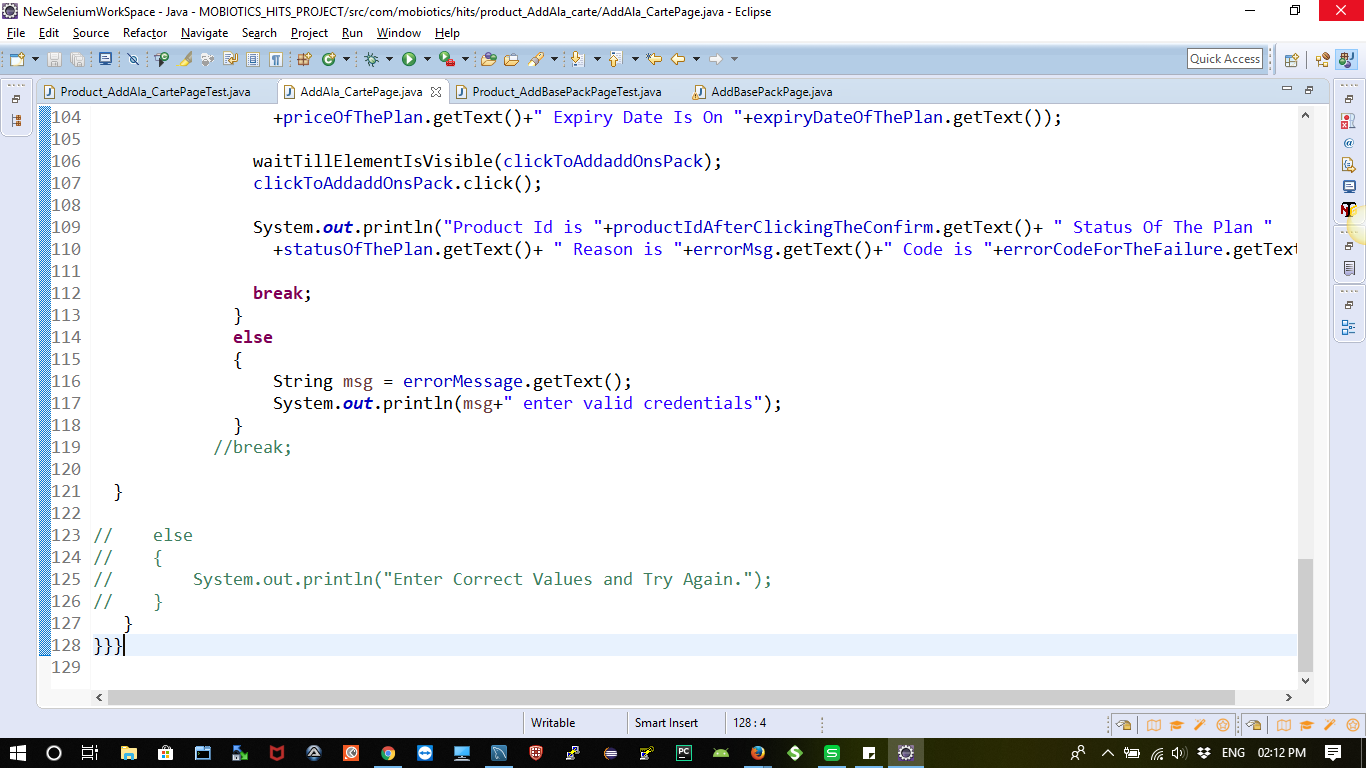 NewSeleniumWorkSpace - Java - MOBIOTICS_HITS_PROJECT/src/com/mobiotics/hits/product_AddAla_carte/AddAla_CartePage.java - Eclipse
File Edit Source Refactor Navigate Search Project Run Window Help
Quick Access
Product_AddAla_CartePageTest.java AddAla_CartePage.java Product_AddBasePackPageTest.java AddBasePackPage.java
104 +priceOfThePlan.getText()+" Expiry Date Is On "+expiryDateOfThePlan.getText());
105
106 waitTillElementIsVisible(clickToAddaddOnsPack);
107 clickToAddaddOnsPack.click();
108
109 System.out.println("Product Id is "+productIdAfterClickingTheConfirm.getText()+ " Status Of The Plan "
110 +statusOfThePlan.getText()+ " Reason is "+errorMsg.getText()+" Code is "+errorCodeForTheFailure.getText
111
112 break;
113 }
114 else
115 {
116 String msg = errorMessage.getText();
117 System.out.println(msg+" enter valid credentials");
118 }
119 //break;
120
121 }
122
123 // else
124 // {
125 // System.out.println("Enter Correct Values and Try Again.");
126 // }
127 }
128 }}}
129
Writable Smart Insert 128 : 4
PC ENG 02:12 PM